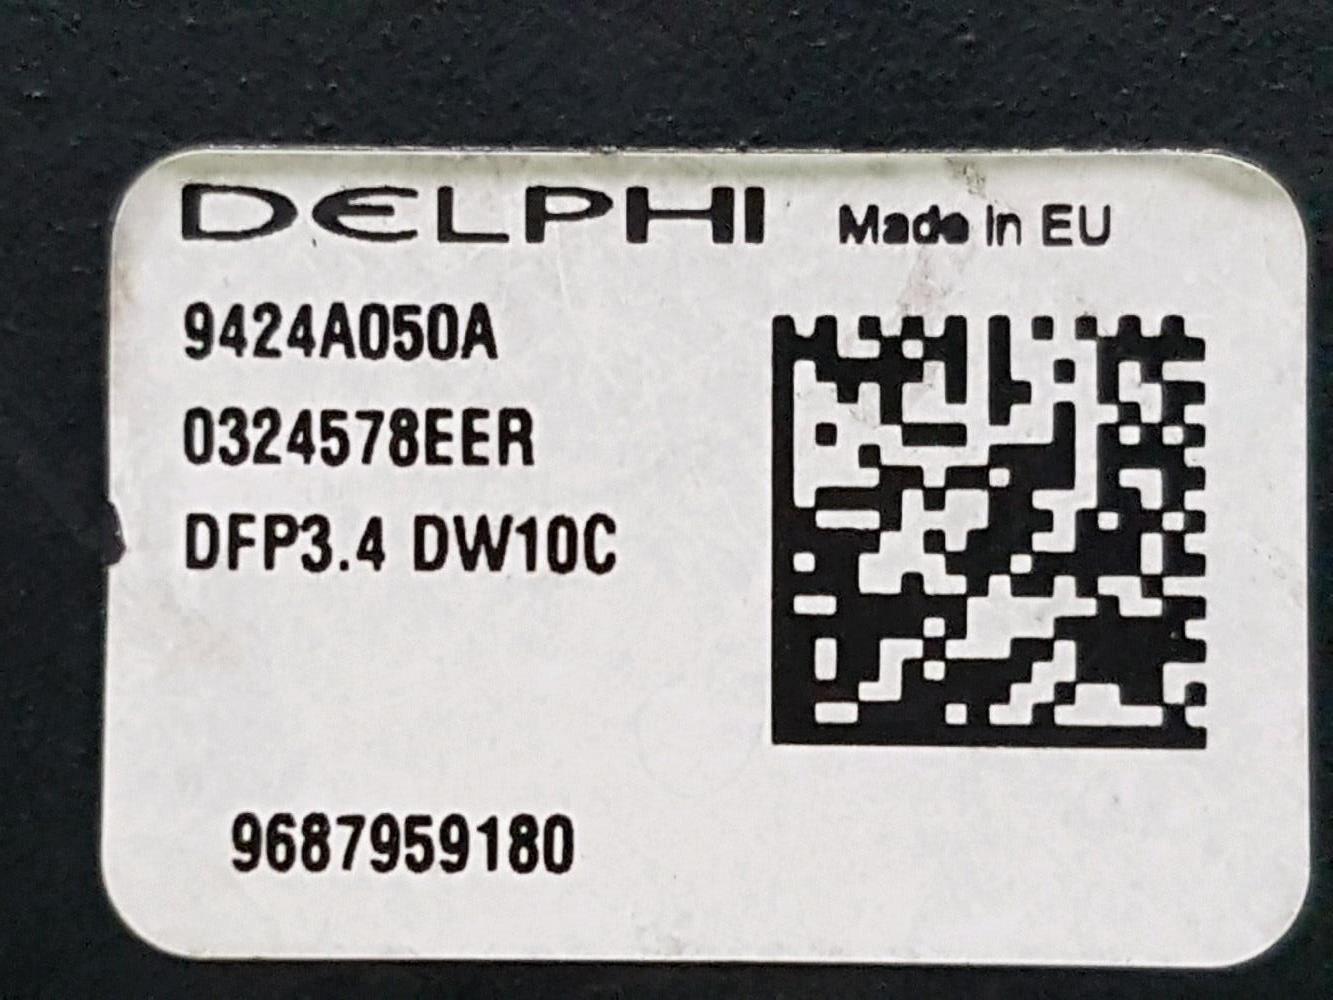 DELPHI Made in EU
9424A050A
0324578EER
DFP3.4 DW10C
9687959180